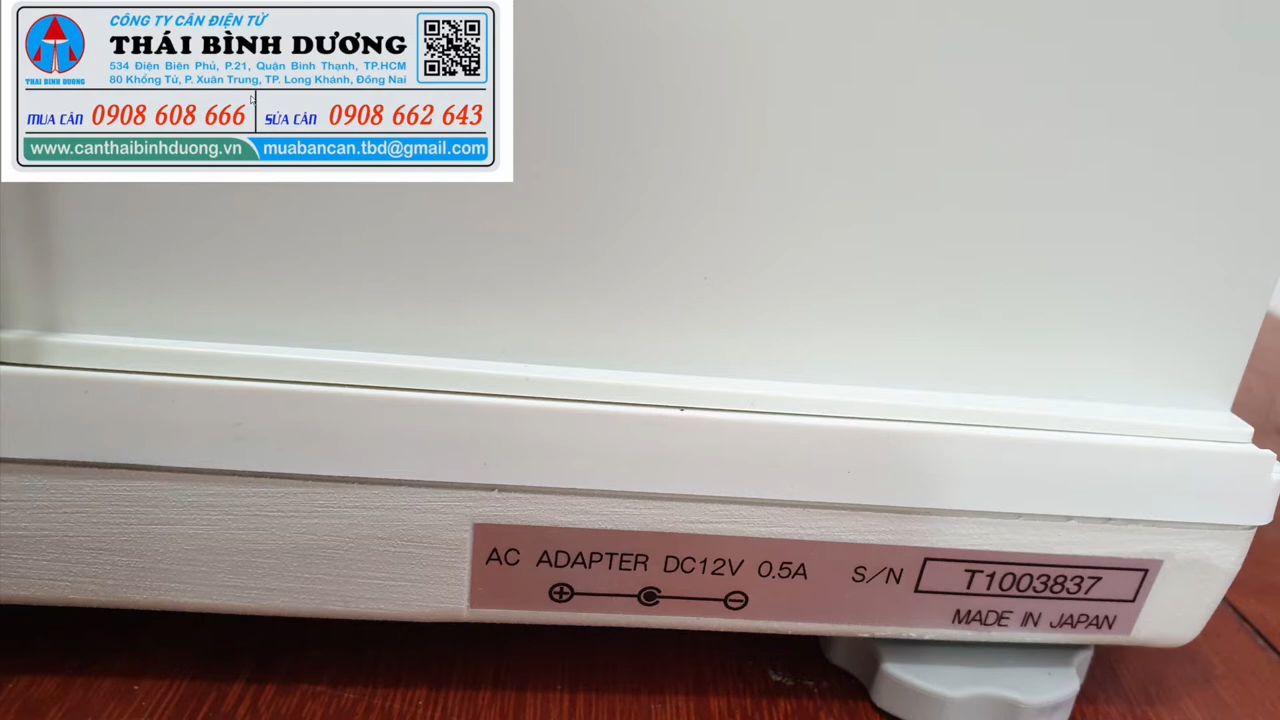 CÔNG TY CÂN ĐIỆN TỬ
THÁI BÌNH DƯƠNG
534 Điện Biên Phủ, P.21, Quận Bình Thạnh, TP.HCM
80 Khổng Tử, P. Xuân Trung, TP. Long Khánh, Đồng Nai
THAI BINH DUONG
MUA CÂN 0908 608 666
SỬA CÂN 0908 662 643
www.canthaibinhduong.vn
muabancan.tbd@gmail.com
AC ADAPTER DC12V 0.5A
S/N T1003837
MADE IN JAPAN